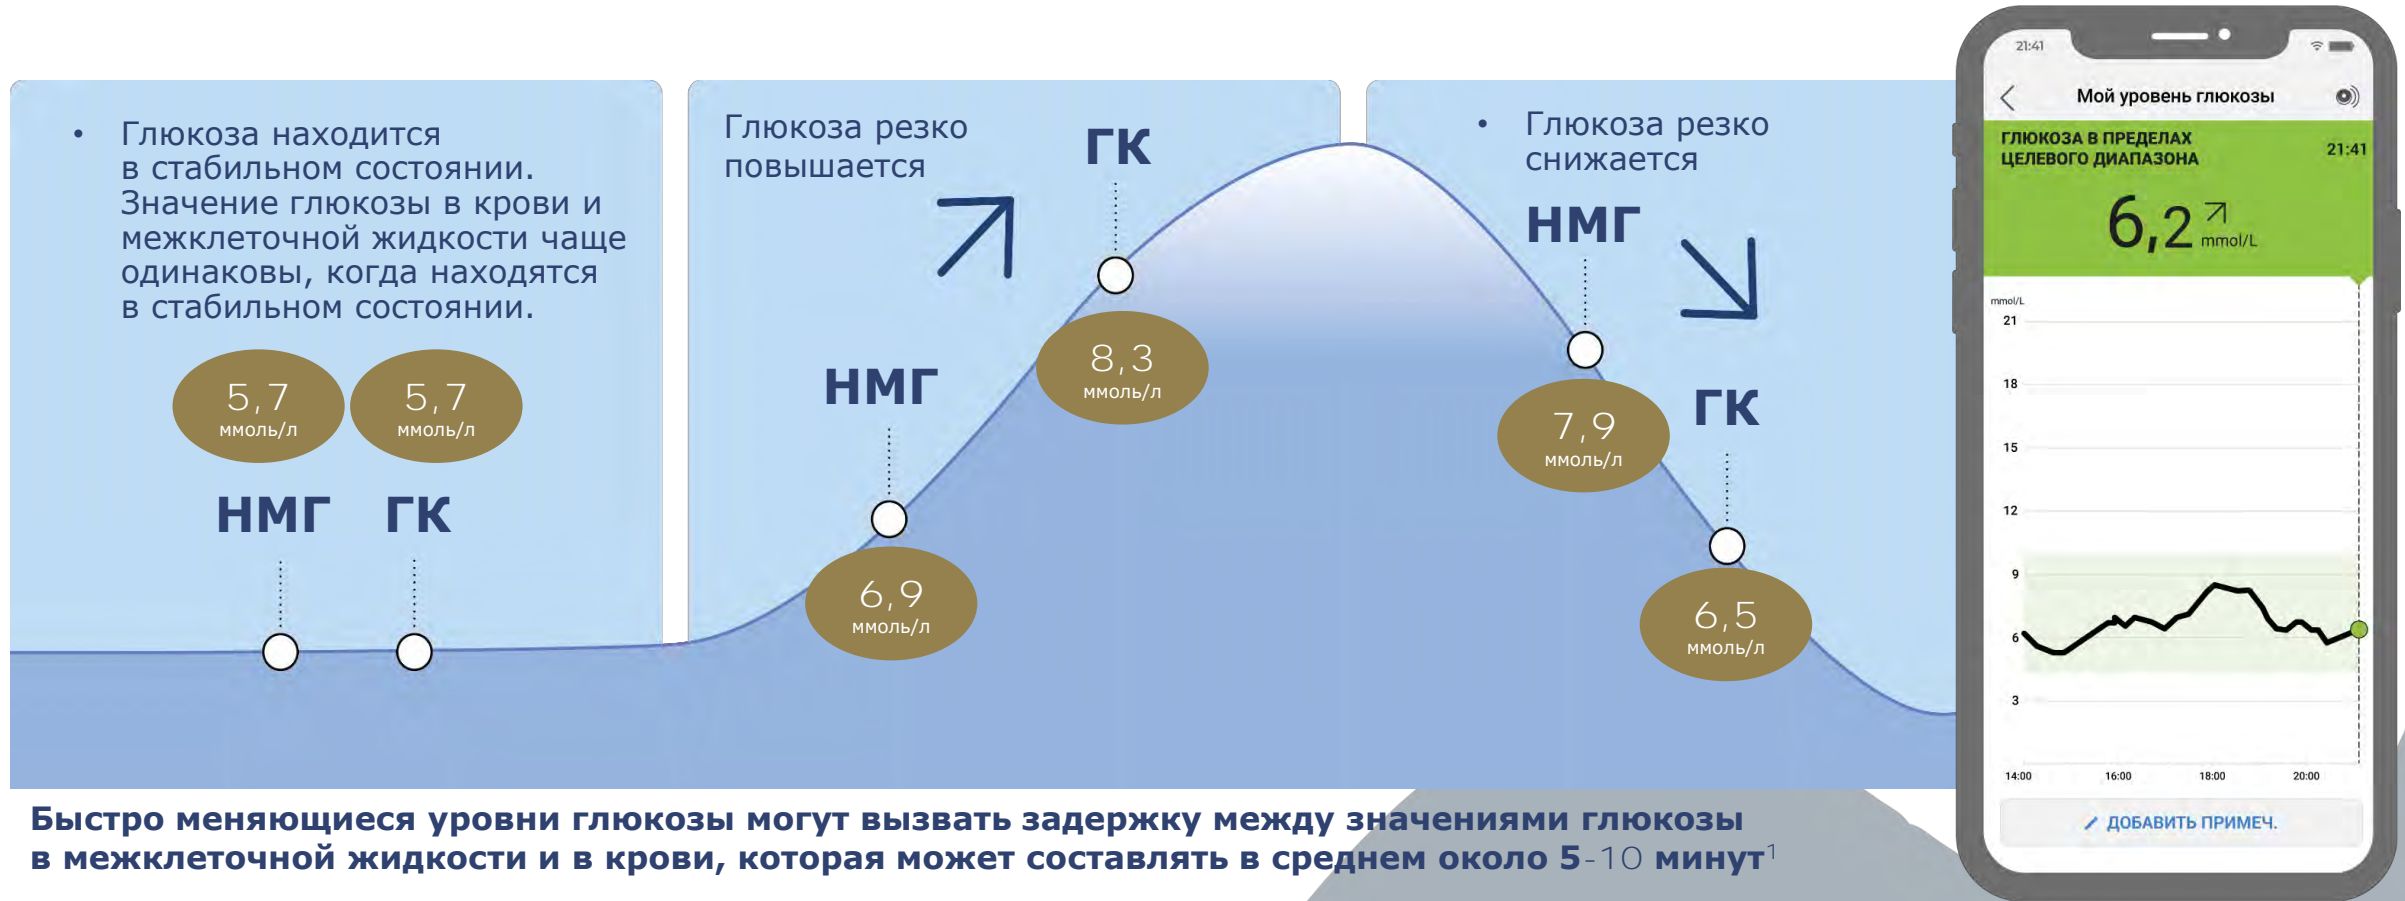 • Глюкоза находится
в стабильном состоянии.
Значение глюкозы в крови и
межклеточной жидкости чаще
одинаковы, когда находятся
в стабильном состоянии.
5,7
ммоль/л
5,7
ммоль/л
НМГ
ГК
Глюкоза резко
повышается
ГК
8,3
ммоль/л
НМГ
6,9
ммоль/л
• Глюкоза резко
снижается
НМГ
7,9
ммоль/л
ГК
6,5
ммоль/л
21:41
Мой уровень глюкозы
ГЛЮКОЗА В ПРЕДЕЛАХ
ЦЕЛЕВОГО ДИАПАЗОНА
21:41
6,2
mmol/L
mmol/L
21
18
15
12
9
6
3
14:00 16:00 18:00 20:00
ДОБАВИТЬ ПРИМЕЧ.
Быстро меняющиеся уровни глюкозы могут вызвать задержку между значениями глюкозы
в межклеточной жидкости и в крови, которая может составлять в среднем около 5-10 минут¹